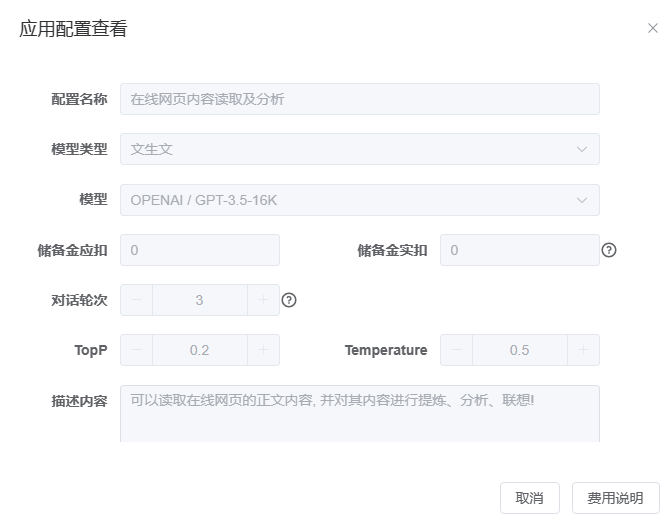 应用配置查看
配置名称 在线网页内容读取及分析
模型类型 文生文
模型 OPENAI / GPT-3.5-16K
储备金应扣 0 储备金实扣 0
对话轮次 3
TopP 0.2 Temperature 0.5
描述内容 可以读取在线网页的正文内容, 并对其内容进行提炼、分析、联想!
取消 费用说明